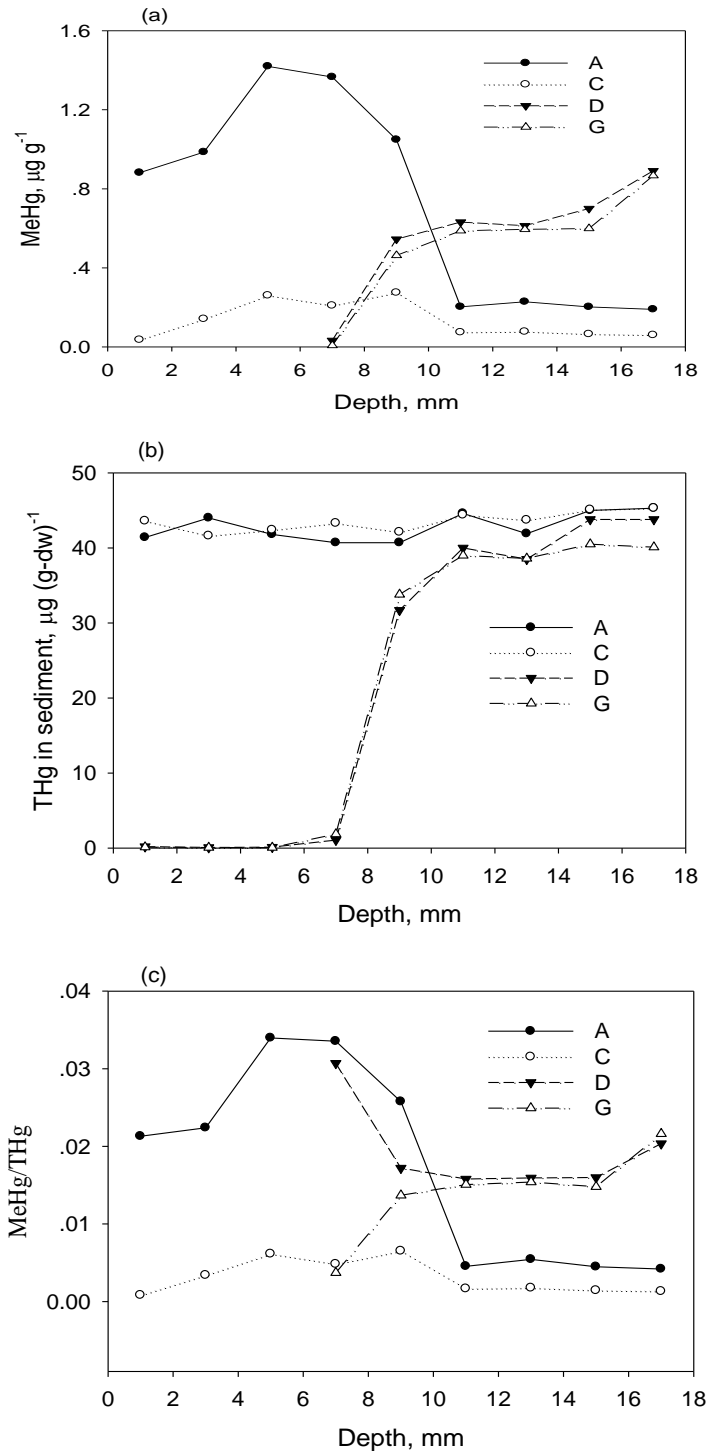 (a)
1.6
1.2
.8
.4
0.0
MeHg, μg g-1
A
C
D
G
0 2 4 6 8 10 12 14 16 18
Depth, mm
(b)
50
40
30
20
10
0
THg in sediment, μg (g-dw)-1
A
C
D
G
0 2 4 6 8 10 12 14 16 18
Depth, mm
(c)
.04
.03
.02
.01
0.00
MeHg/THg
A
C
D
G
0 2 4 6 8 10 12 14 16 18
Depth, mm